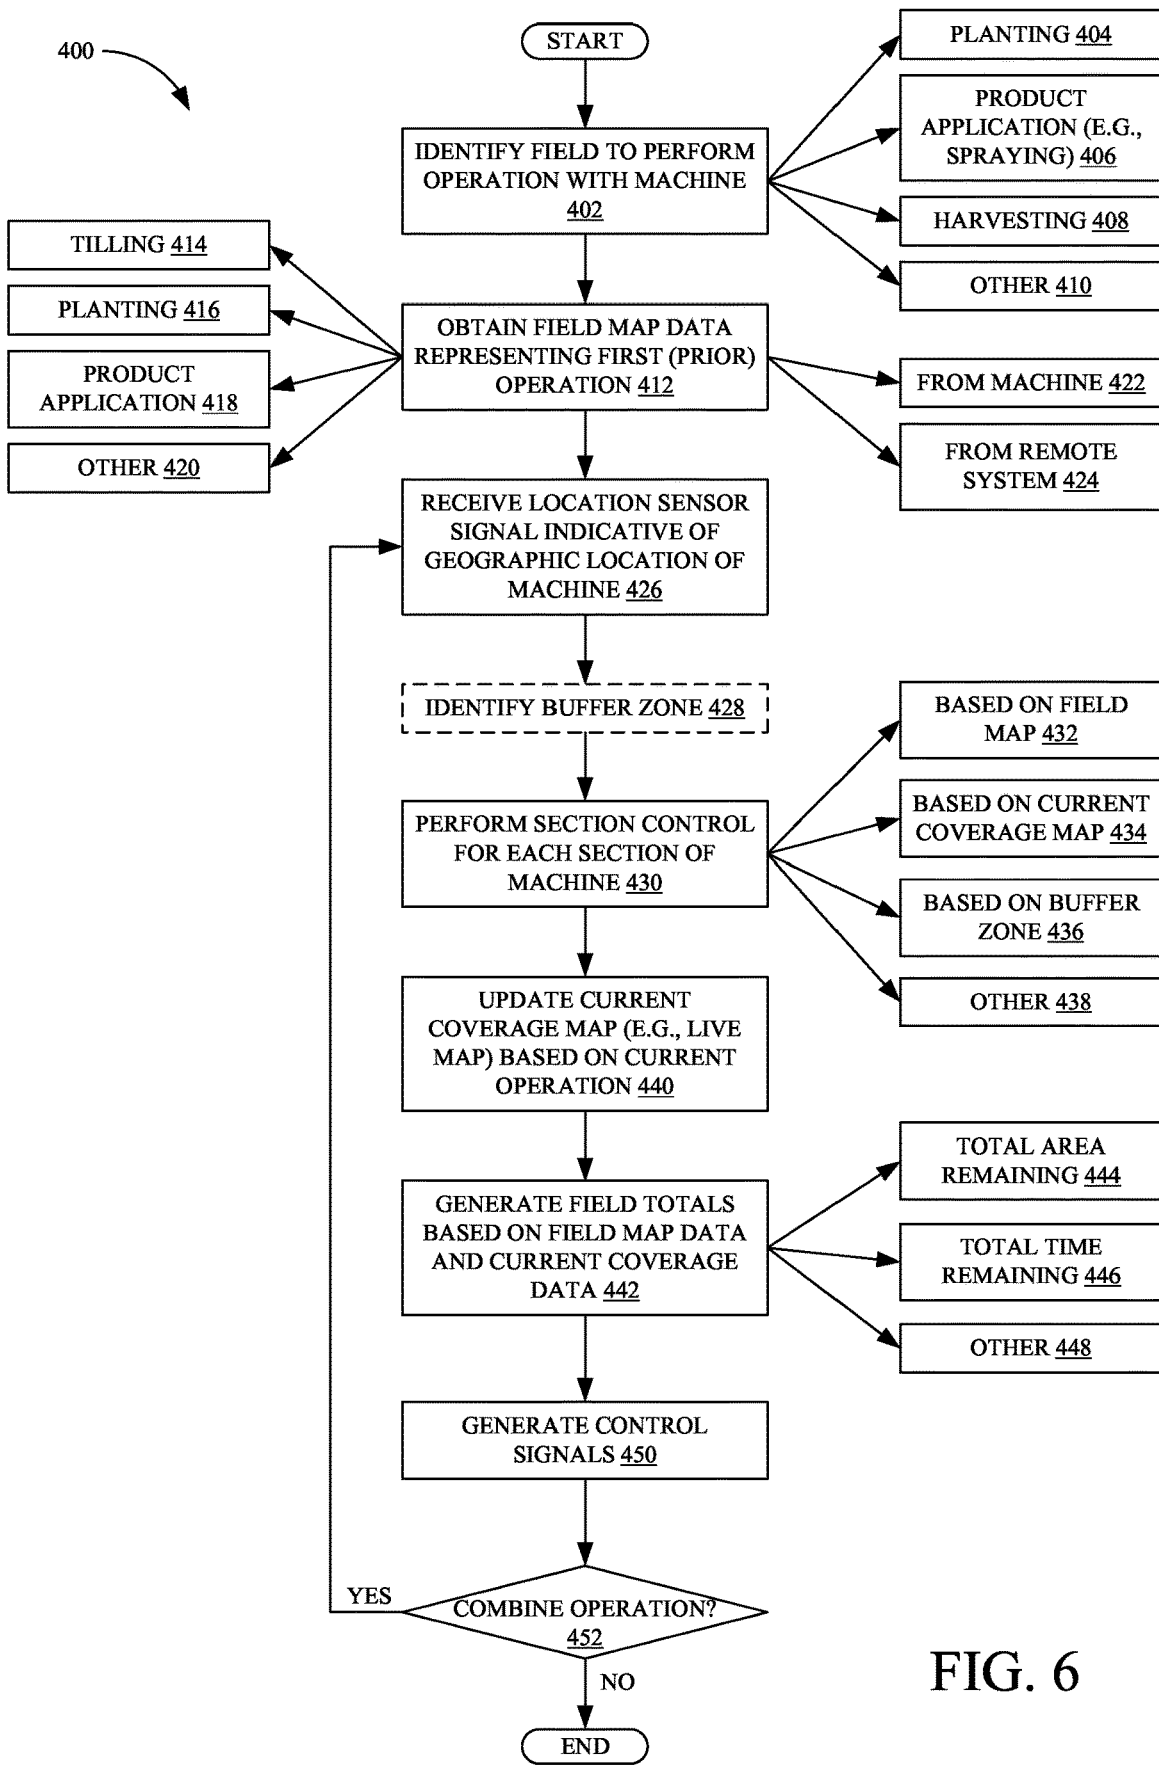 400
START
IDENTIFY FIELD TO PERFORM
OPERATION WITH MACHINE
402
PLANTING 404
PRODUCT
APPLICATION (E.G.,
SPRAYING) 406
HARVESTING 408
OTHER 410
TILLING 414
PLANTING 416
PRODUCT
APPLICATION 418
OTHER 420
OBTAIN FIELD MAP DATA
REPRESENTING FIRST (PRIOR)
OPERATION 412
FROM MACHINE 422
FROM REMOTE
SYSTEM 424
RECEIVE LOCATION SENSOR
SIGNAL INDICATIVE OF
GEOGRAPHIC LOCATION OF
MACHINE 426
IDENTIFY BUFFER ZONE 428
PERFORM SECTION CONTROL
FOR EACH SECTION OF
MACHINE 430
BASED ON FIELD
MAP 432
BASED ON CURRENT
COVERAGE MAP 434
BASED ON BUFFER
ZONE 436
OTHER 438
UPDATE CURRENT
COVERAGE MAP (E.G., LIVE
MAP) BASED ON CURRENT
OPERATION 440
GENERATE FIELD TOTALS
BASED ON FIELD MAP DATA
AND CURRENT COVERAGE
DATA 442
TOTAL AREA
REMAINING 444
TOTAL TIME
REMAINING 446
OTHER 448
GENERATE CONTROL
SIGNALS 450
YES
COMBINE OPERATION?
452
NO
END
FIG. 6